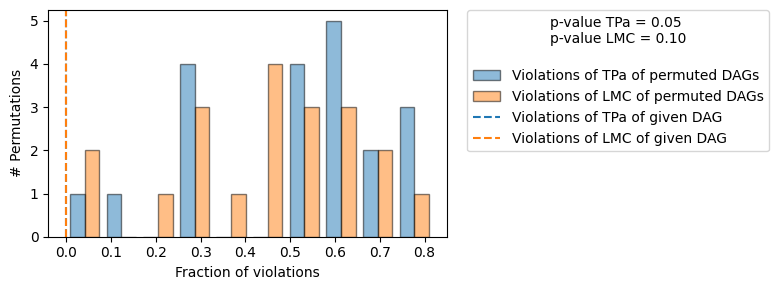 # Permutations
5
4
3
2
1
0
0.0 0.1 0.2 0.3 0.4 0.5 0.6 0.7 0.8
Fraction of violations
p-value TPa = 0.05
p-value LMC = 0.10
Violations of TPa of permuted DAGs
Violations of LMC of permuted DAGs
Violations of TPa of given DAG
Violations of LMC of given DAG